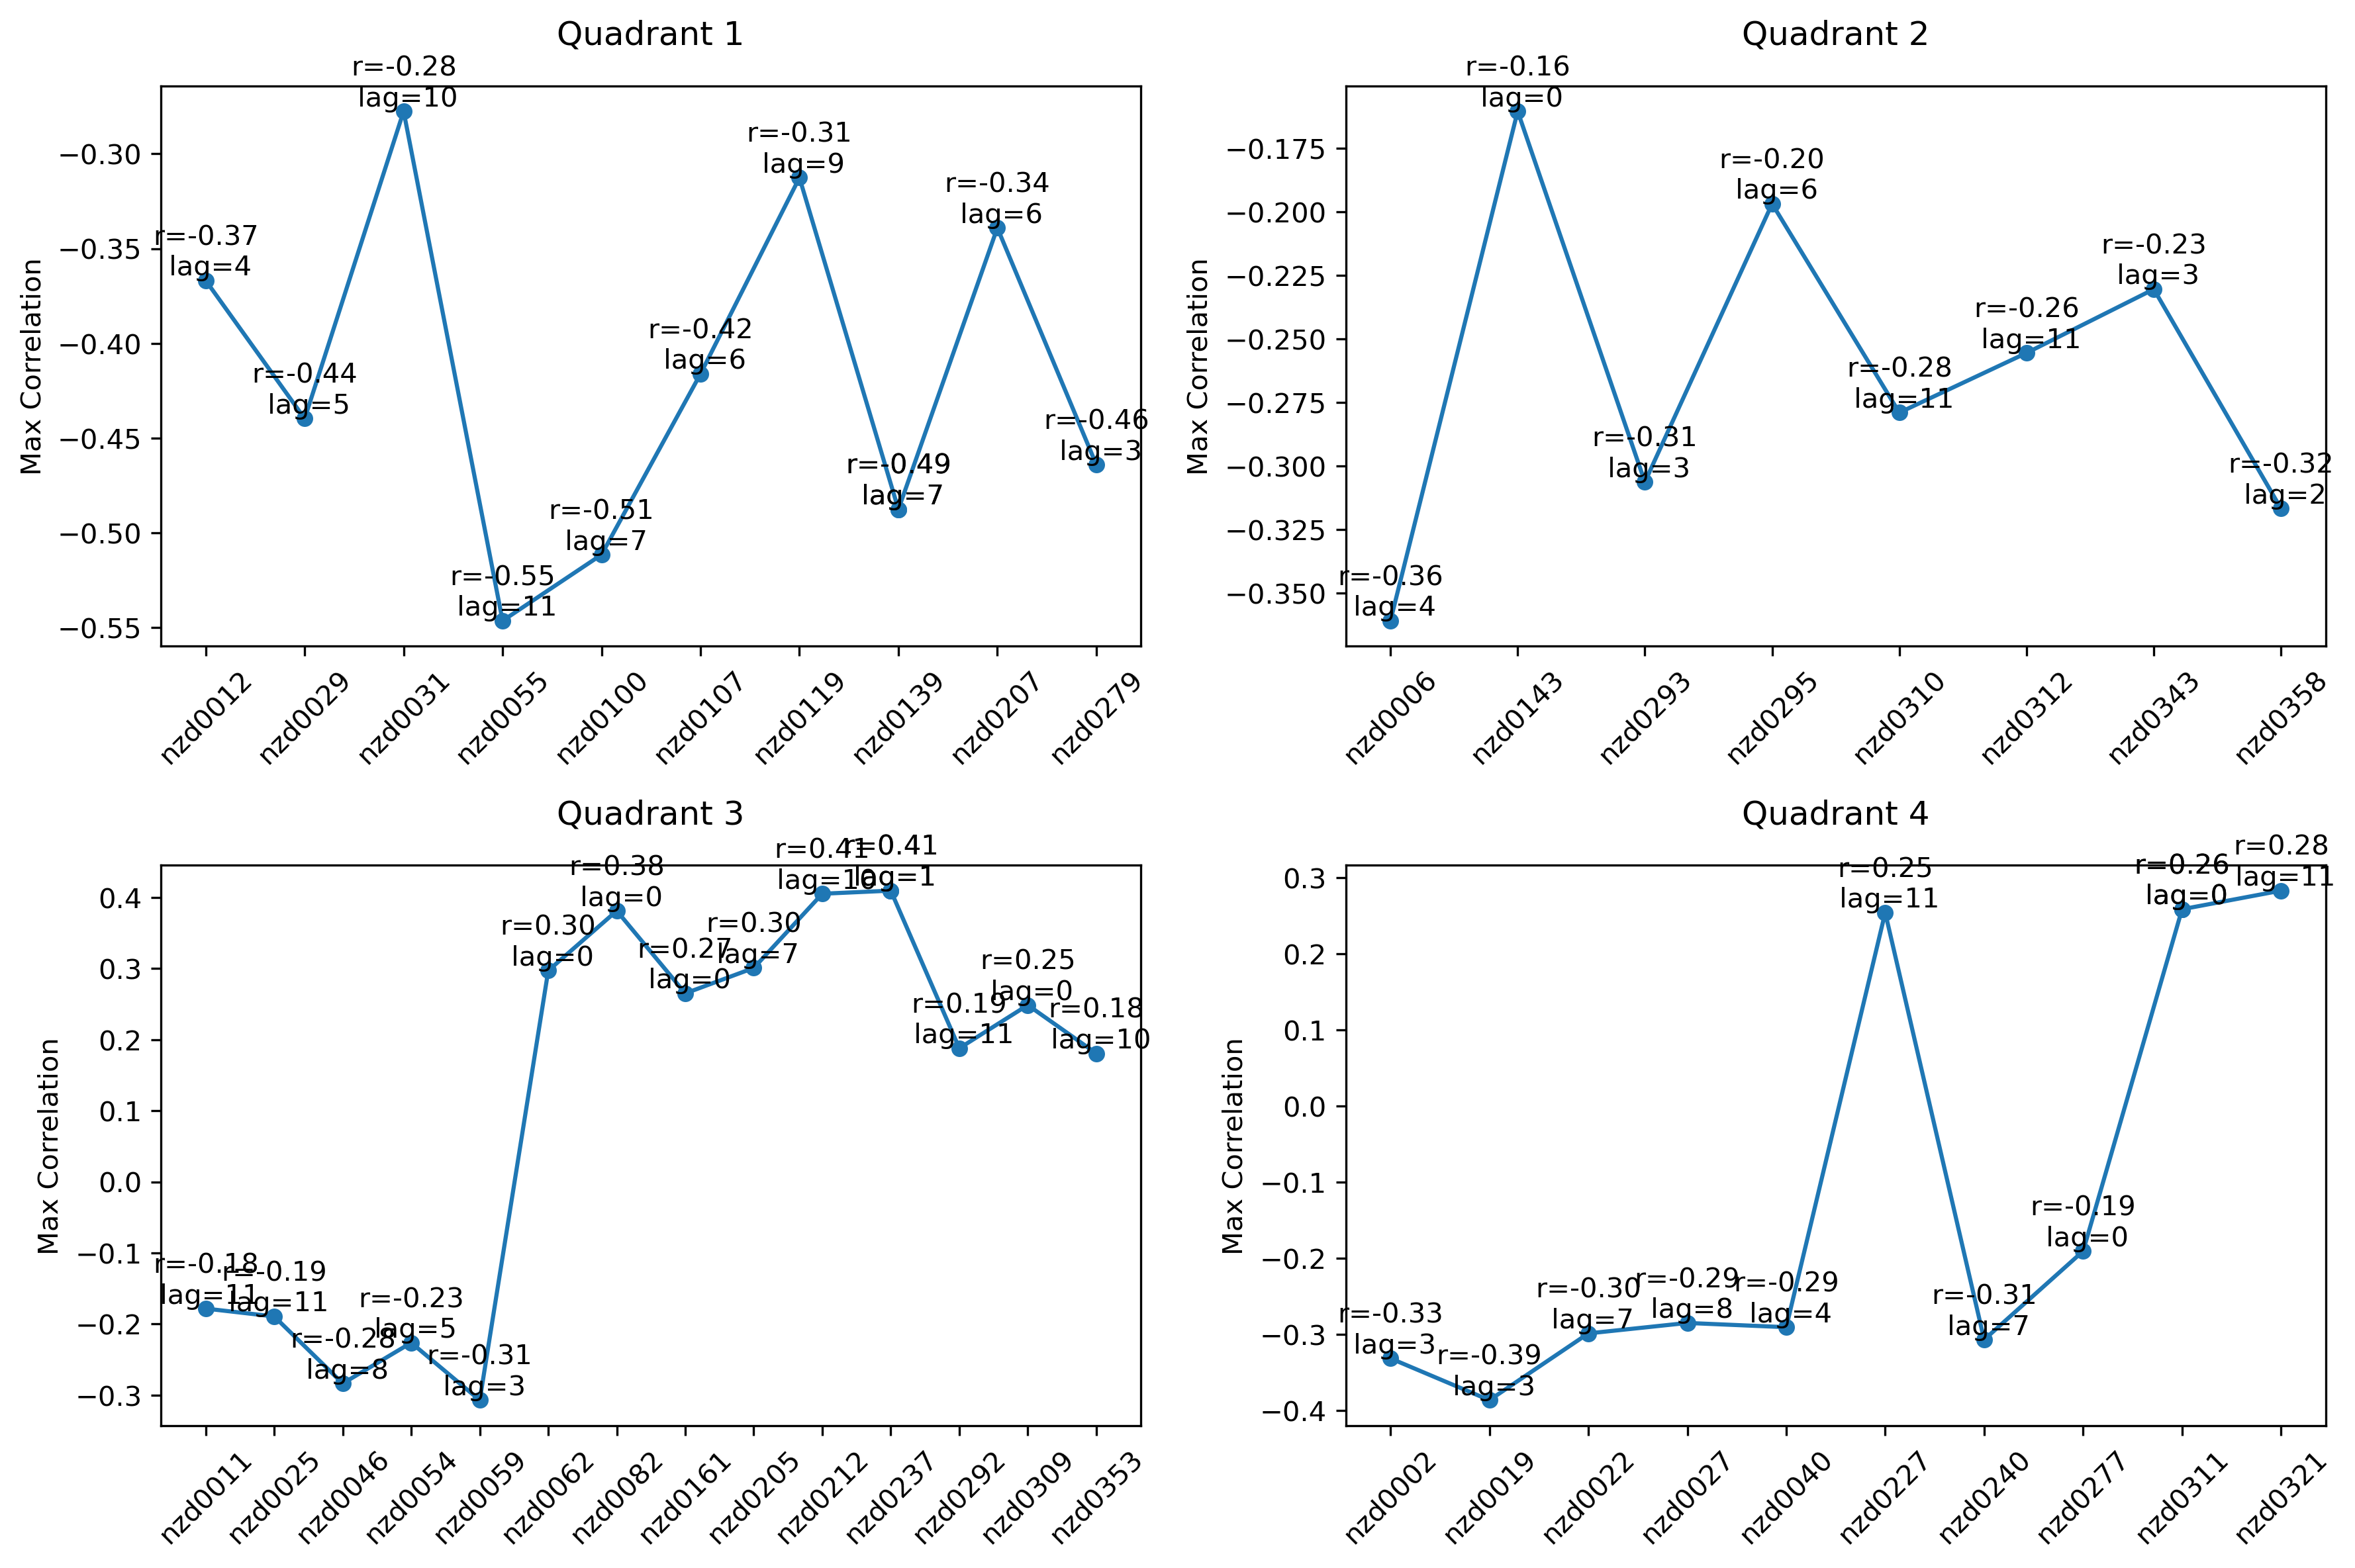 Quadrant 1
Max Correlation
−0.30
−0.35
−0.40
−0.45
−0.50
−0.55
r=-0.37
lag=4
r=-0.44
lag=5
r=-0.28
lag=10
r=-0.55
lag=11
r=-0.51
lag=7
r=-0.42
lag=6
r=-0.31
lag=9
r=-0.49
lag=7
r=-0.34
lag=6
r=-0.46
lag=3
nzd0012
nzd0029
nzd0031
nzd0055
nzd0100
nzd0107
nzd0119
nzd0139
nzd0207
nzd0279
Quadrant 2
Max Correlation
−0.175
−0.200
−0.225
−0.250
−0.275
−0.300
−0.325
−0.350
r=-0.36
lag=4
r=-0.16
lag=0
r=-0.31
lag=3
r=-0.20
lag=6
r=-0.28
lag=11
r=-0.26
lag=11
r=-0.23
lag=3
r=-0.32
lag=2
nzd0006
nzd0143
nzd0293
nzd0295
nzd0310
nzd0312
nzd0343
nzd0358
Quadrant 3
Max Correlation
0.4
0.3
0.2
0.1
0.0
−0.1
−0.2
−0.3
r=-0.18
lag=11
r=-0.19
lag=11
r=-0.28
lag=8
r=-0.23
lag=5
r=-0.31
lag=3
r=0.30
lag=0
r=0.38
lag=0
r=0.27
lag=0
r=0.30
lag=7
r=0.41
lag=10
r=0.41
lag=1
r=0.19
lag=11
r=0.25
lag=0
r=0.18
lag=10
nzd0011
nzd0025
nzd0046
nzd0054
nzd0059
nzd0062
nzd0082
nzd0161
nzd0205
nzd0212
nzd0237
nzd0292
nzd0309
nzd0353
Quadrant 4
Max Correlation
0.3
0.2
0.1
0.0
−0.1
−0.2
−0.3
−0.4
r=-0.33
lag=3
r=-0.39
lag=3
r=-0.30
lag=7
r=-0.29
lag=8
r=-0.29
lag=4
r=0.25
lag=11
r=-0.31
lag=7
r=-0.19
lag=0
r=0.26
lag=0
r=0.28
lag=11
nzd0002
nzd0019
nzd0022
nzd0027
nzd0040
nzd0227
nzd0240
nzd0277
nzd0311
nzd0321